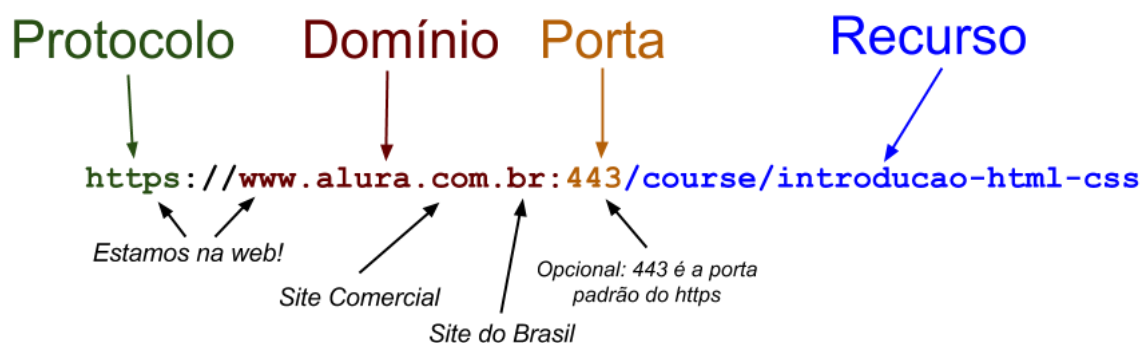 Protocolo Domínio Porta Recurso
https://www.alura.com.br:443/course/introducao-html-css
Estamos na web!
Site Comercial
Site do Brasil
Opcional: 443 é a porta
padrão do https